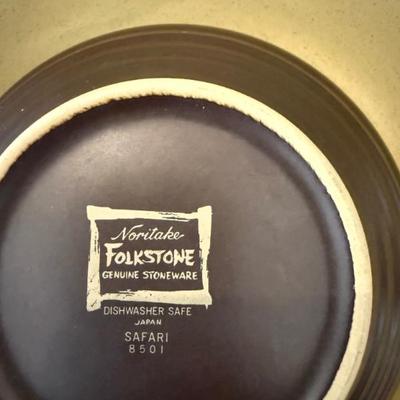 Noritake
FOLKSTONE
GENUINE STONEWARE
DISHWASHER SAFE
JAPAN
SAFARI
8501